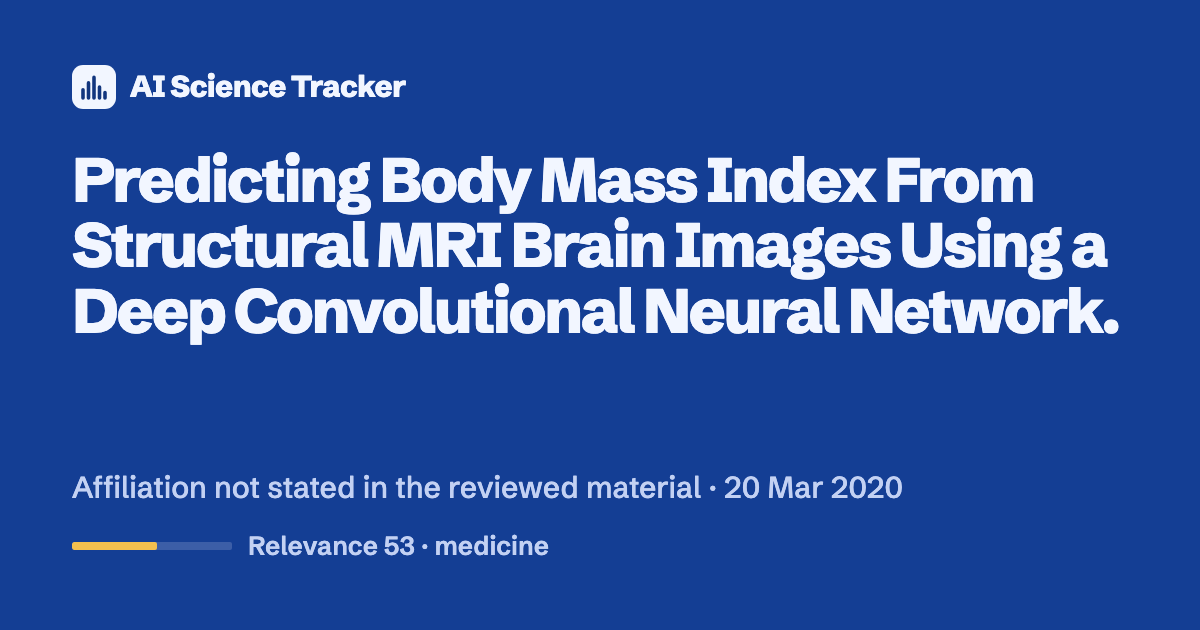 AI Science Tracker
Predicting Body Mass Index From
Structural MRI Brain Images Using a
Deep Convolutional Neural Network.
Affiliation not stated in the reviewed material · 20 Mar 2020
Relevance 53 · medicine